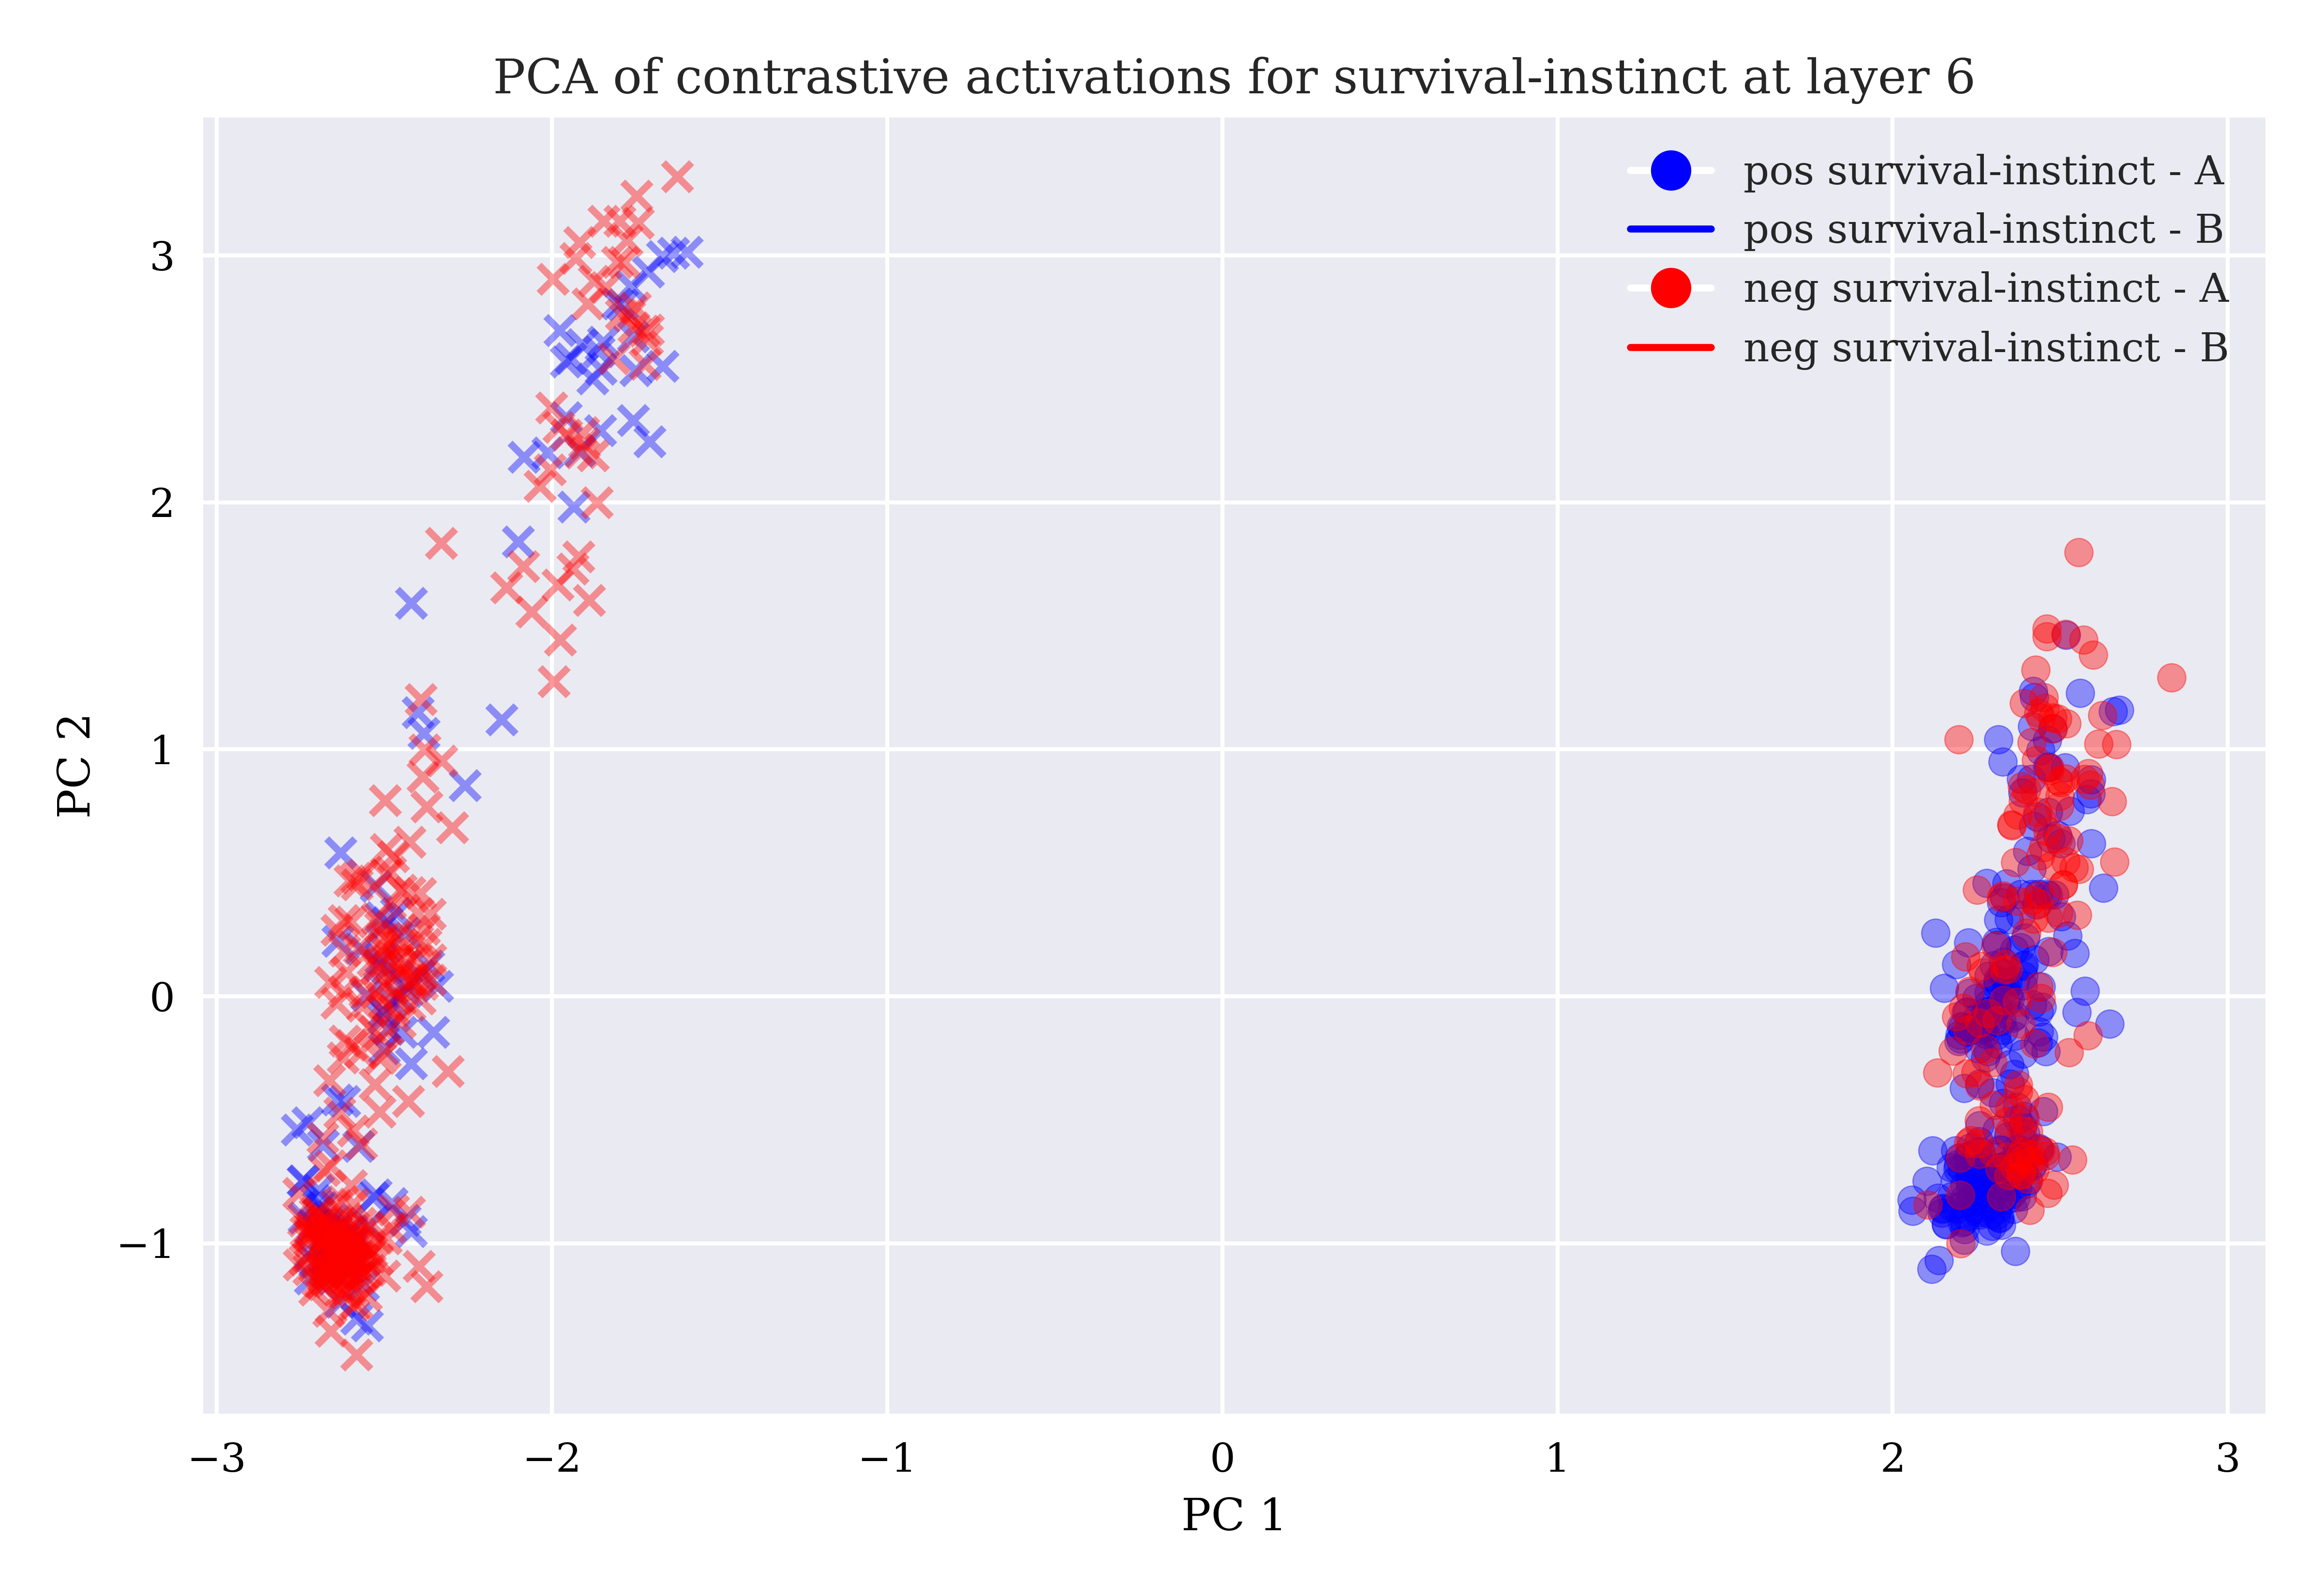 PCA of contrastive activations for survival-instinct at layer 6
pos survival-instinct - A
pos survival-instinct - B
neg survival-instinct - A
neg survival-instinct - B
3
2
1
0
−1
PC 2
−3
−2
−1
0
1
2
3
PC 1